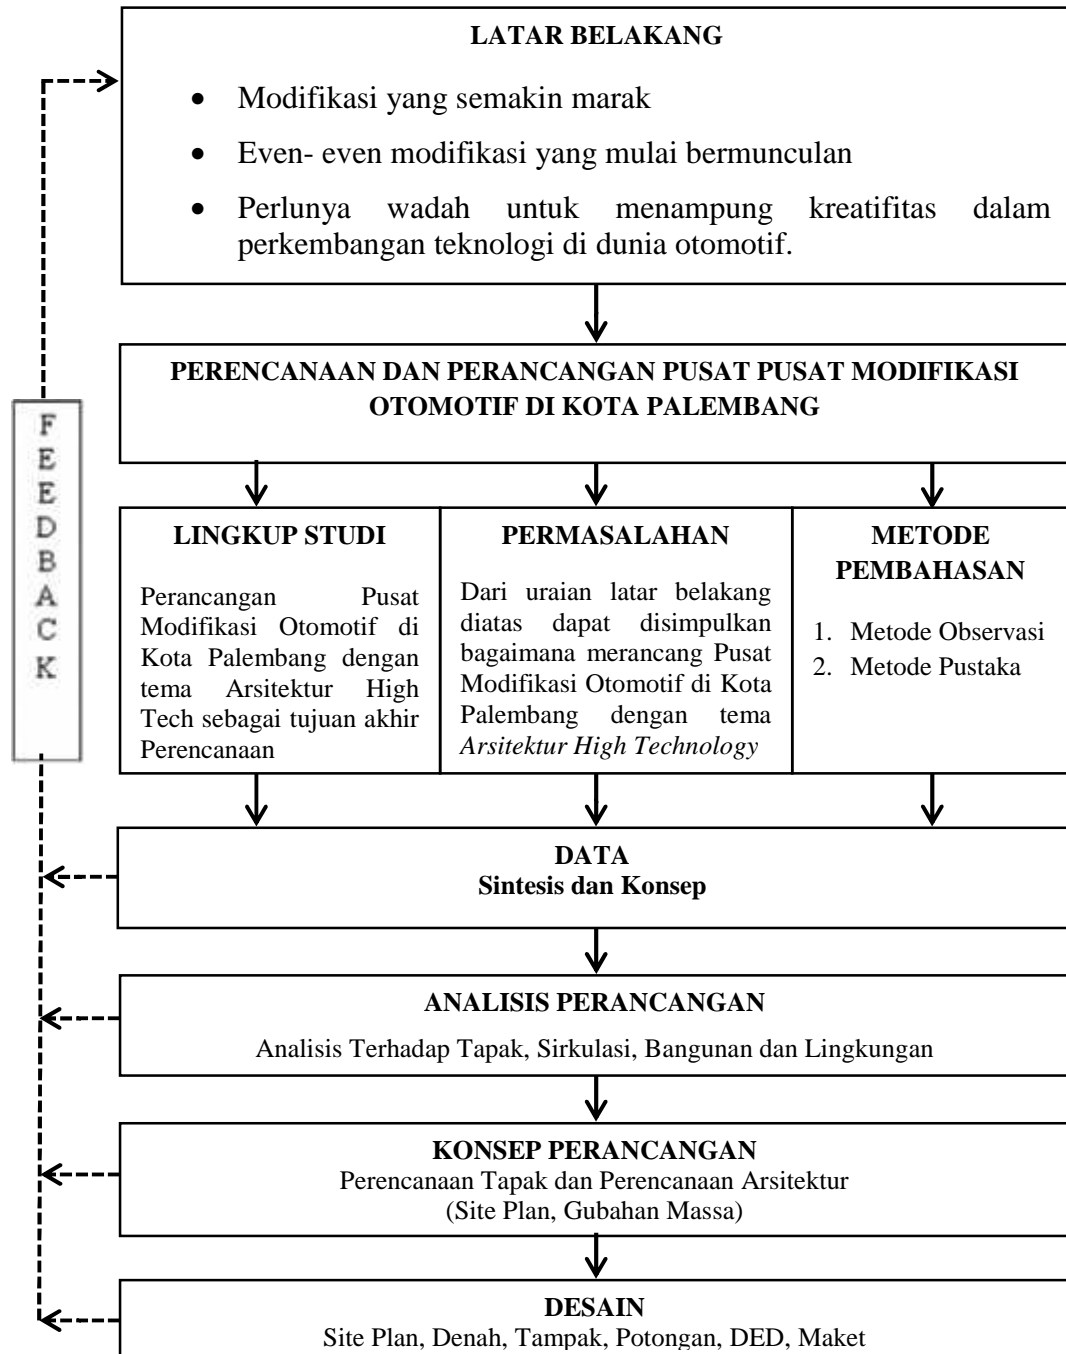 LATAR BELAKANG
• Modifikasi yang semakin marak
• Even- even modifikasi yang mulai bermunculan
• Perlunya wadah untuk menampung kreatifitas dalam
perkembangan teknologi di dunia otomotif.
PERENCANAAN DAN PERANCANGAN PUSAT PUSAT MODIFIKASI
OTOMOTIF DI KOTA PALEMBANG
F
E
E
D
B
A
C
K
LINGKUP STUDI
Perancangan Pusat
Modifikasi Otomotif di
Kota Palembang dengan
tema Arsitektur High
Tech sebagai tujuan akhir
Perencanaan
PERMASALAHAN
Dari uraian latar belakang
diatas dapat disimpulkan
bagaimana merancang Pusat
Modifikasi Otomotif di Kota
Palembang dengan tema
Arsitektur High Technology
METODE
PEMBAHASAN
1. Metode Observasi
2. Metode Pustaka
DATA
Sintesis dan Konsep
ANALISIS PERANCANGAN
Analisis Terhadap Tapak, Sirkulasi, Bangunan dan Lingkungan
KONSEP PERANCANGAN
Perencanaan Tapak dan Perencanaan Arsitektur
(Site Plan, Gubahan Massa)
DESAIN
Site Plan, Denah, Tampak, Potongan, DED, Maket